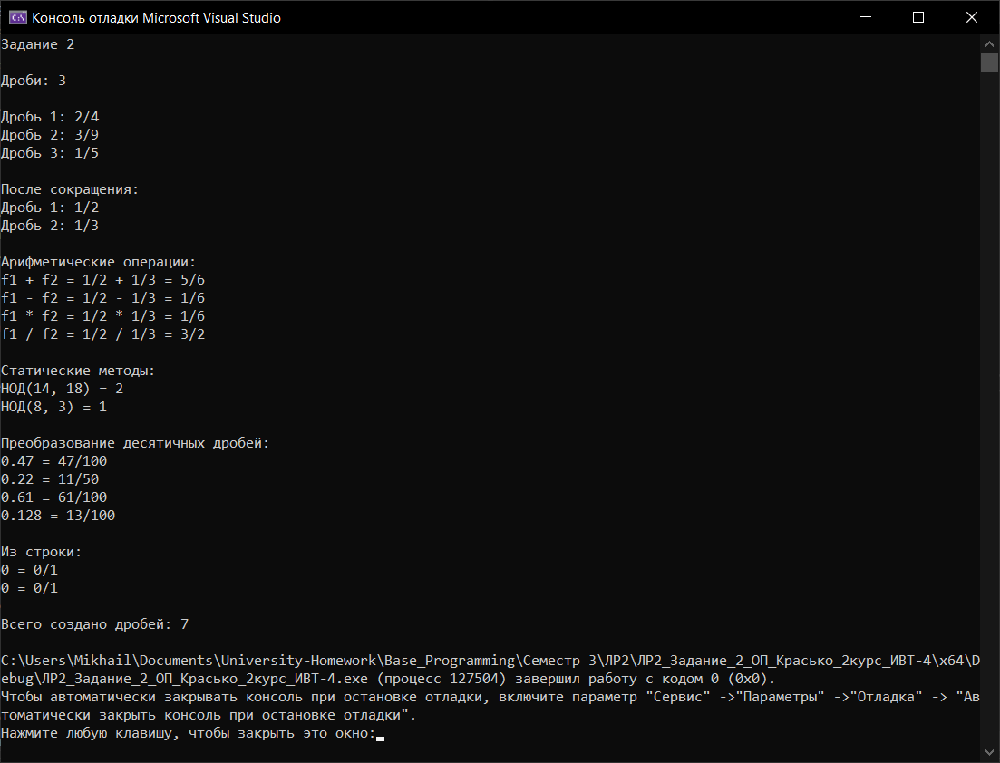 Консоль отладки Microsoft Visual Studio
Задание 2
Дроби: 3
Дробь 1: 2/4
Дробь 2: 3/9
Дробь 3: 1/5
После сокращения:
Дробь 1: 1/2
Дробь 2: 1/3
Арифметические операции:
f1 + f2 = 1/2 + 1/3 = 5/6
f1 - f2 = 1/2 - 1/3 = 1/6
f1 * f2 = 1/2 * 1/3 = 1/6
f1 / f2 = 1/2 / 1/3 = 3/2
Статические методы:
НОД(14, 18) = 2
НОД(8, 3) = 1
Преобразование десятичных дробей:
0.47 = 47/100
0.22 = 11/50
0.61 = 61/100
0.128 = 13/100
Из строки:
0 = 0/1
0 = 0/1
Всего создано дробей: 7
C:\Users\Mikhail\Documents\University-Homework\Base_Programming\Семестр 3\ЛР2\ЛР2_Задание_2_ОП_Красько_2курс_ИВТ-4\x64\D
ebug\ЛР2_Задание_2_ОП_Красько_2курс_ИВТ-4.exe (процесс 127504) завершил работу с кодом 0 (0x0).
Чтобы автоматически закрывать консоль при остановке отладки, включите параметр "Сервис" ->"Параметры" ->"Отладка" -> "Ав
томатически закрыть консоль при остановке отладки".
Нажмите любую клавишу, чтобы закрыть это окно: